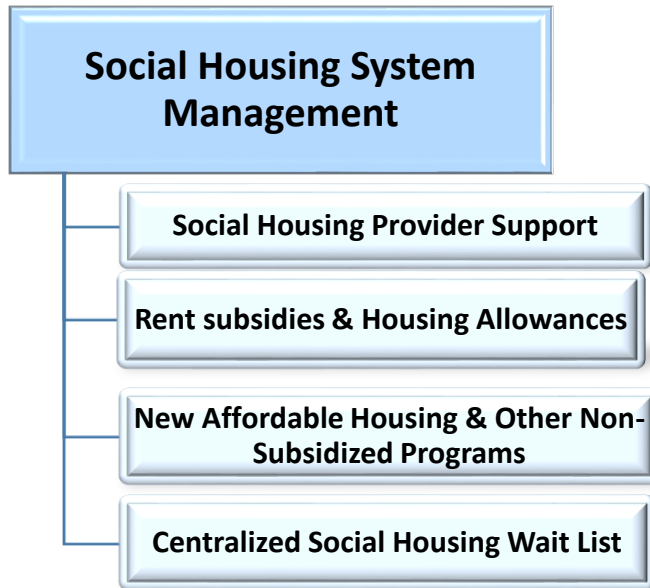 Social Housing System
Management
Social Housing Provider Support
Rent subsidies & Housing Allowances
New Affordable Housing & Other Non-
Subsidized Programs
Centralized Social Housing Wait List